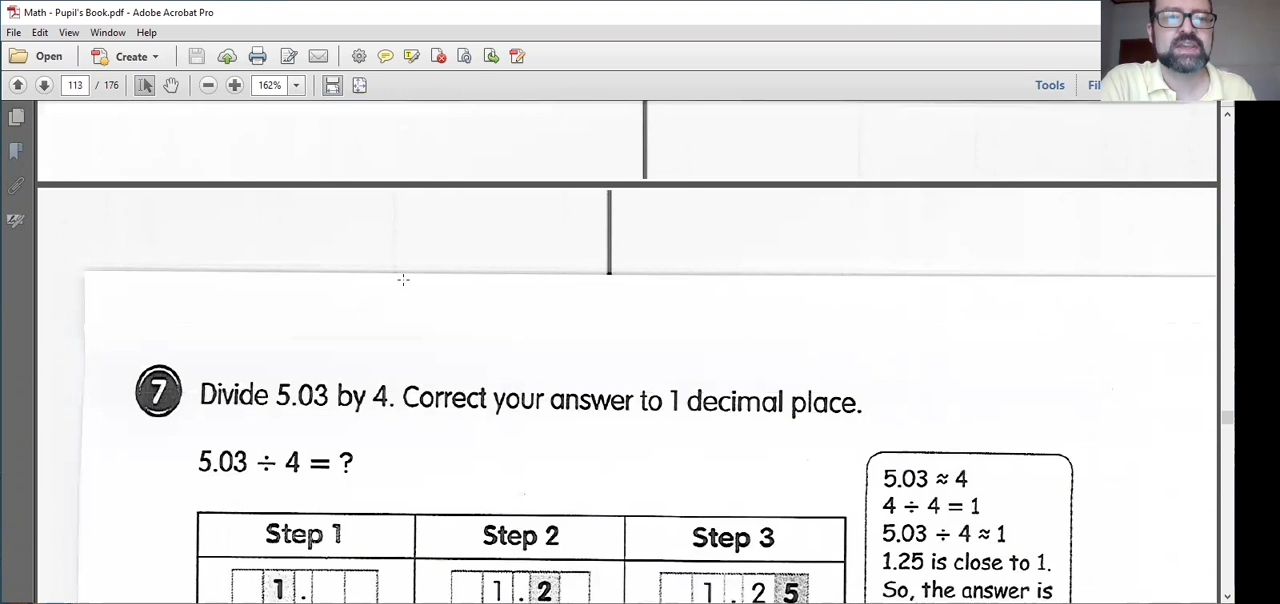 Math - Pupil's Book.pdf - Adobe Acrobat Pro
File Edit View Window Help
Open Create
113 / 176 162% Tools Fil
7 Divide 5.03 by 4. Correct your answer to 1 decimal place.
5.03 ÷ 4 = ?
Step 1 Step 2 Step 3
1. 1.2 1.25
5.03 ≈ 4
4 ÷ 4 = 1
5.03 ÷ 4 ≈ 1
1.25 is close to 1.
So, the answer is